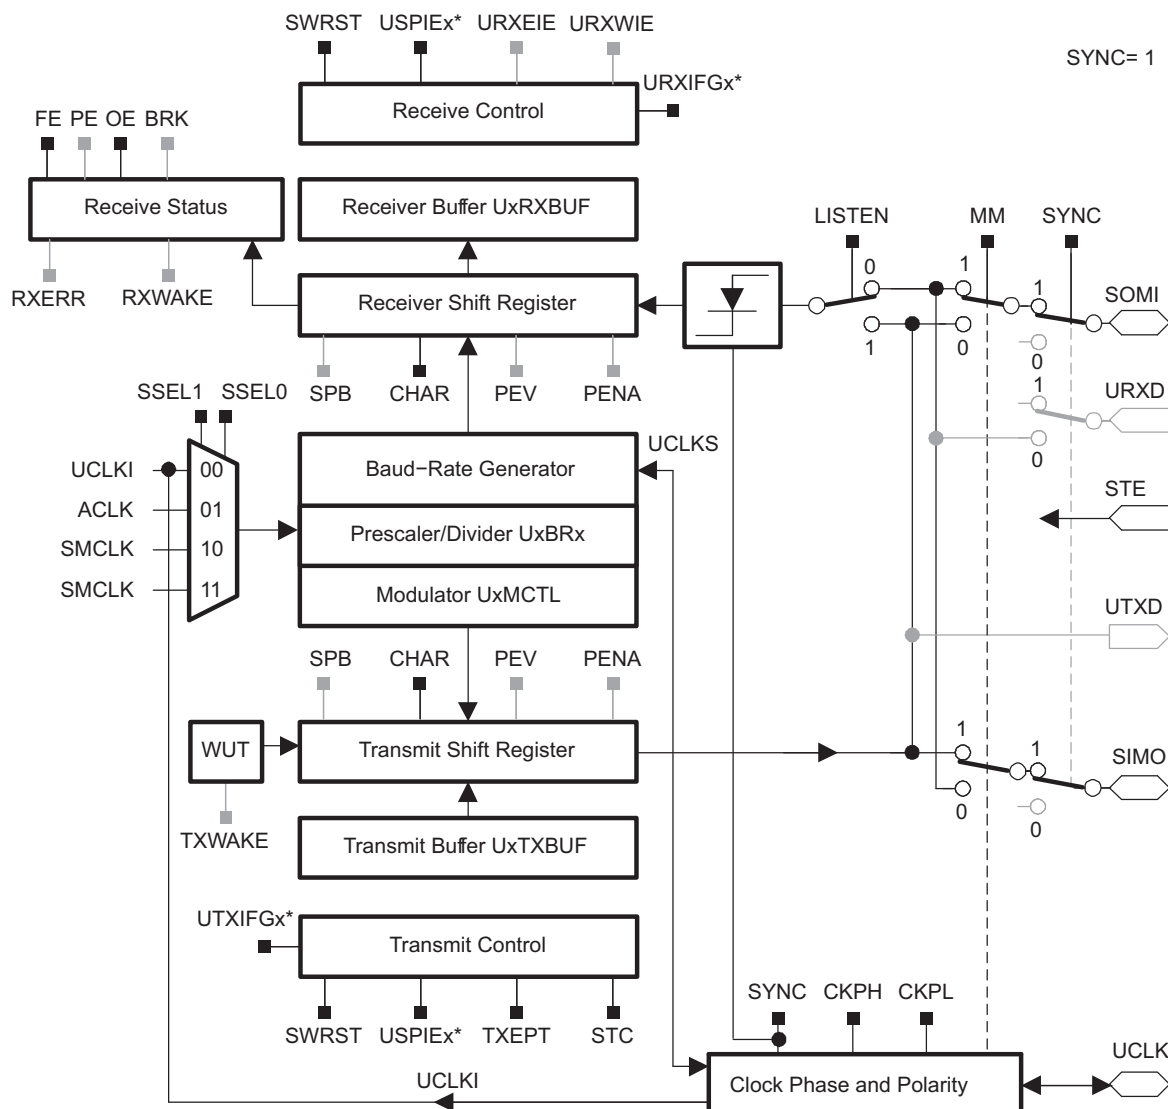 SWRST USPIEx* URXEIE URXWIE
SYNC= 1
URXIFGx*
Receive Control
FE PE OE BRK
Receive Status
Receiver Buffer UxRXBUF
LISTEN MM SYNC
RXERR RXWAKE
Receiver Shift Register
0 1 1 SOMI
1 0 0
SPB CHAR PEV PENA
1 URXD
0
SSEL1 SSEL0
UCLKS
UCLKI 00
Baud−Rate Generator
ACLK 01
STE
Prescaler/Divider UxBRx
SMCLK 10
SMCLK 11
Modulator UxMCTL
UTXD
SPB CHAR PEV PENA
WUT
Transmit Shift Register
1 1 SIMO
0 0
TXWAKE
Transmit Buffer UxTXBUF
UTXIFGx*
Transmit Control
SYNC CKPH CKPL
SWRST USPIEx* TXEPT STC
UCLKI
Clock Phase and Polarity
UCLK